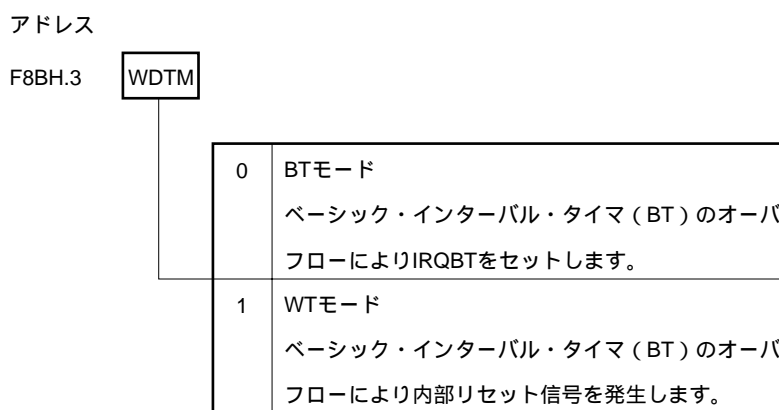 アドレス
F8BH.3 WDTM
0 BTモード
ベーシック・インターバル・タイマ（BT）のオーバ
フローによりIRQBTをセットします。
1 WTモード
ベーシック・インターバル・タイマ（BT）のオーバ
フローにより内部リセット信号を発生します。